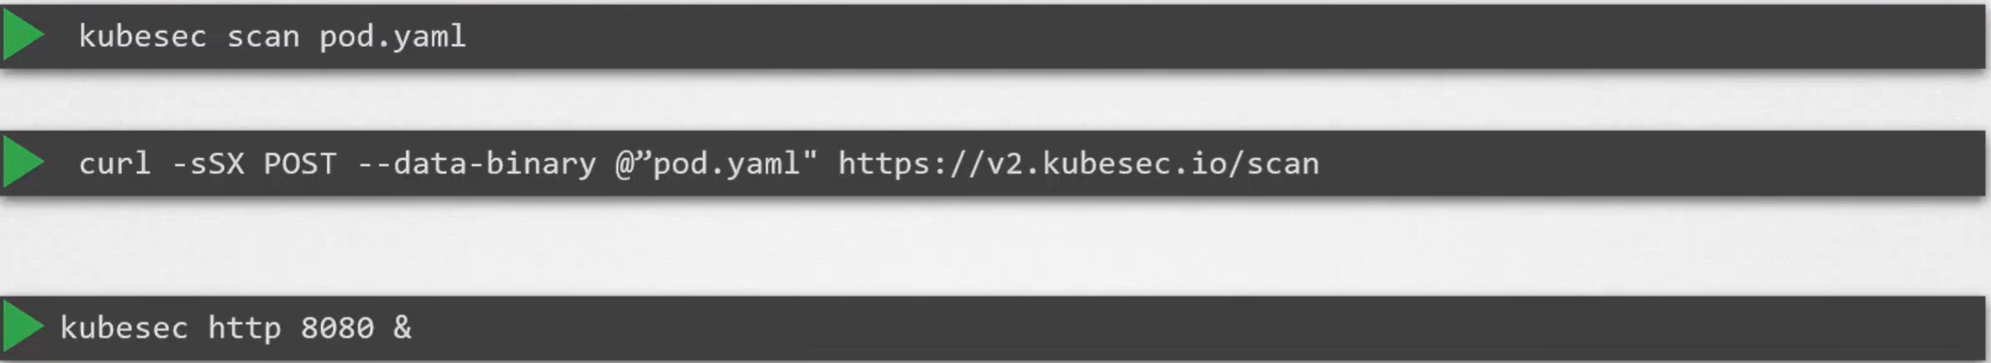 kubesec scan pod.yaml
curl -sSX POST --data-binary @”pod.yaml" https://v2.kubesec.io/scan
kubesec http 8080 &